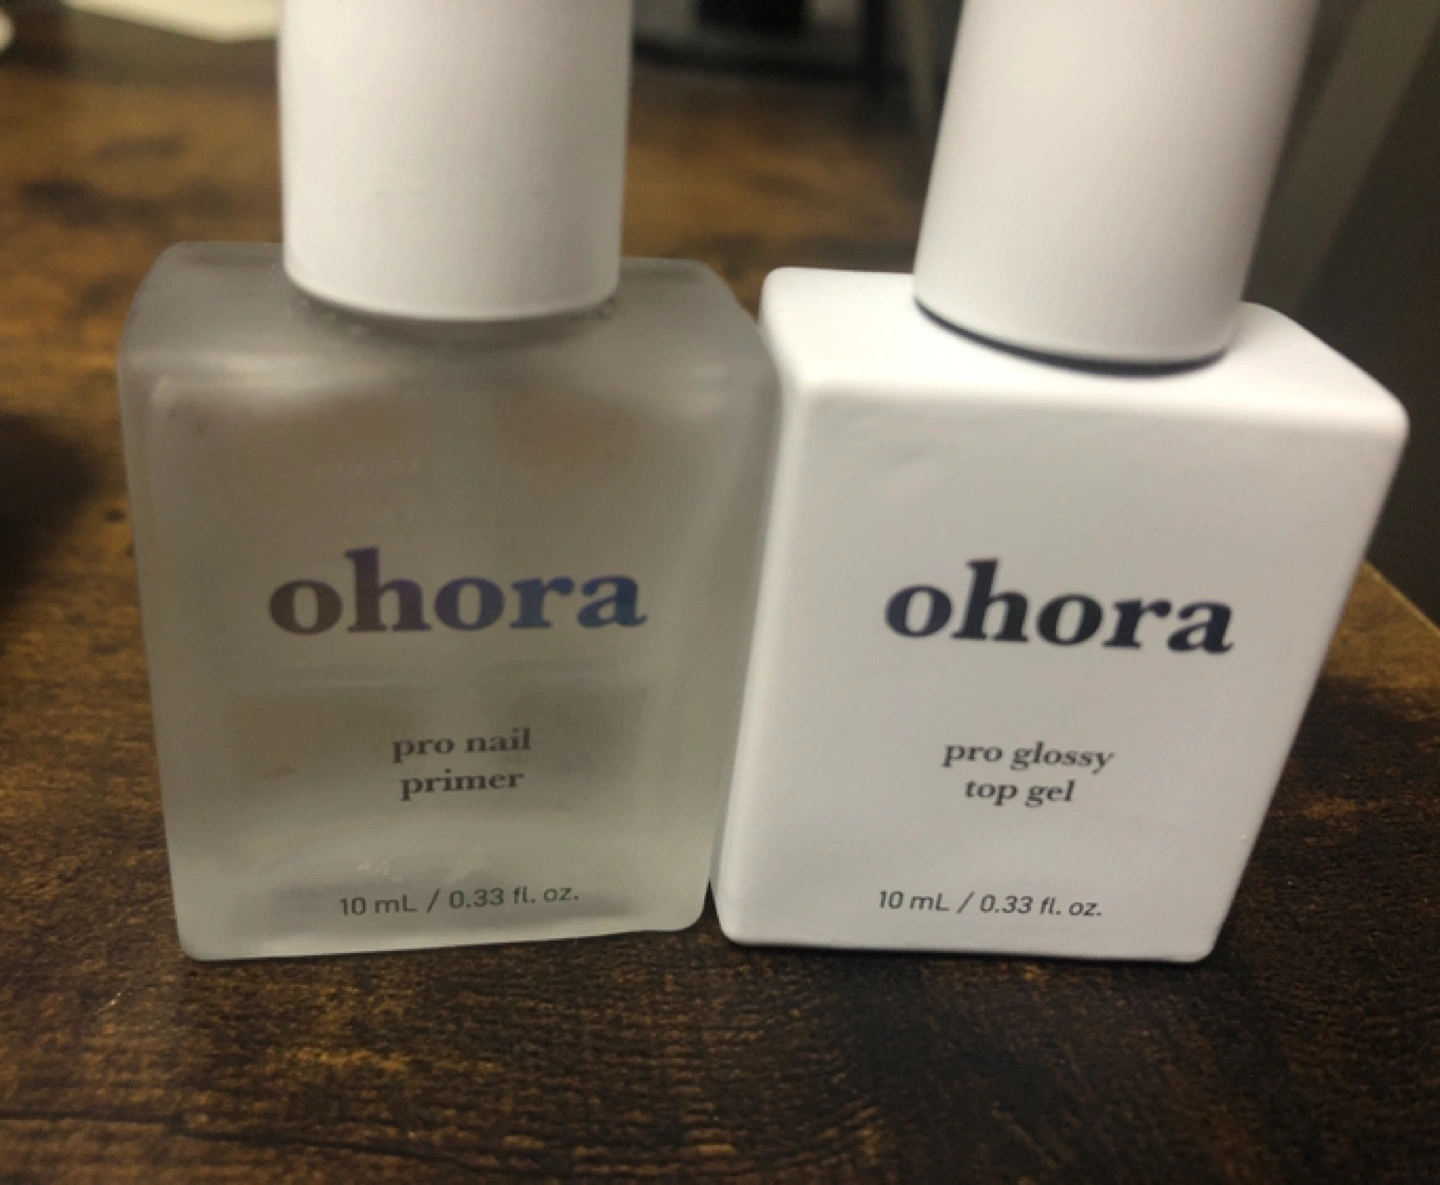 ohora
pro nail
primer
10 mL / 0.33 fl. oz.
ohora
pro glossy
top gel
10 mL / 0.33 fl. oz.